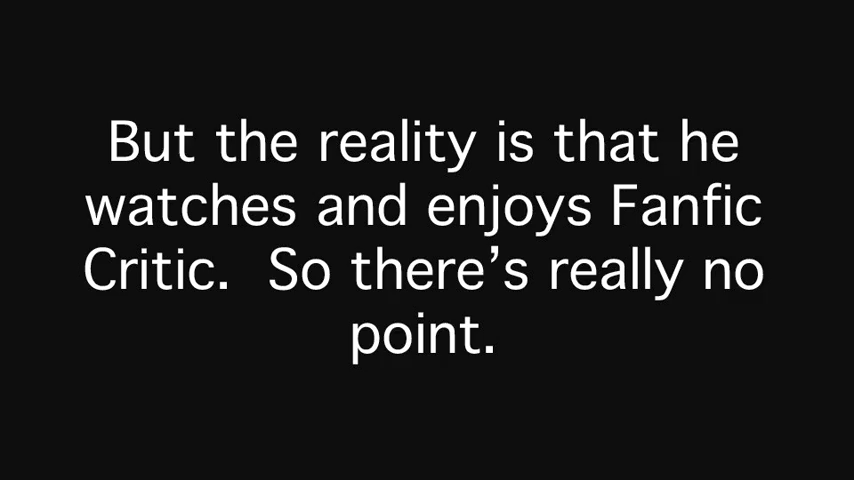 But the reality is that he
watches and enjoys Fanfic
Critic.  So there’s really no
point.